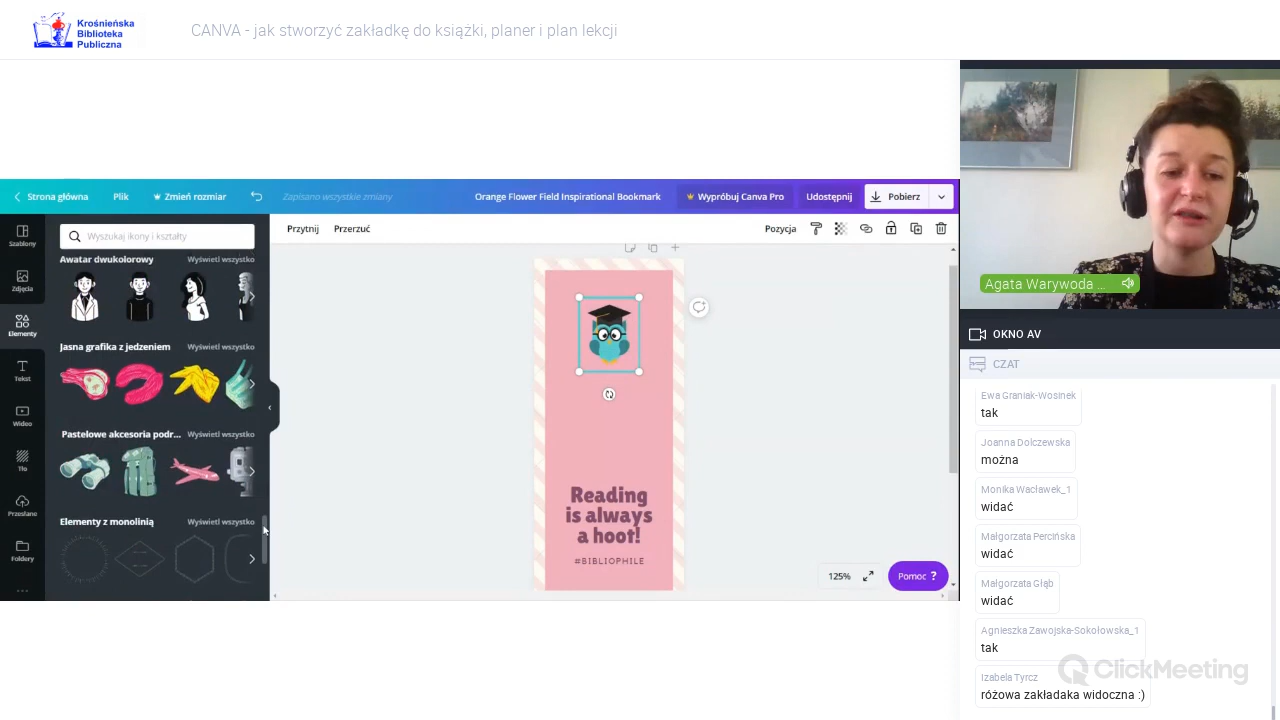 Krośnieńska
Biblioteka
Publiczna
CANVA - jak stworzyć zakładkę do książki, planer i plan lekcji
Strona główna
Plik
Zmień rozmiar
Zapisano wszystkie zmiany
Orange Flower Field Inspirational Bookmark
Wypróbuj Canva Pro
Udostępnij
Pobierz
Szablony
Zdjęcia
Elementy
Tekst
Wideo
Tło
Przesłane
Foldery
Wyszukaj ikony i kształty
Awatar dwukolorowy Wyświetl wszystko
Jasna grafika z jedzeniem Wyświetl wszystko
Pastelowe akcesoria podr... Wyświetl wszystko
Elementy z monolinią Wyświetl wszystko
Przytnij
Przerzuć
Pozycja
Reading
is always
a hoot!
#BIBLIOPHILE
125%
Pomoc ?
Agata Warywoda ...
OKNO AV
CZAT
Ewa Graniak-Wosinek
tak
Joanna Dolczewska
można
Monika Wacławek_1
widać
Małgorzata Percińska
widać
Małgorzata Głąb
widać
Agnieszka Zawojska-Sokołowska_1
tak
Izabela Tyrcz
różowa zakładaka widoczna :)
ClickMeeting